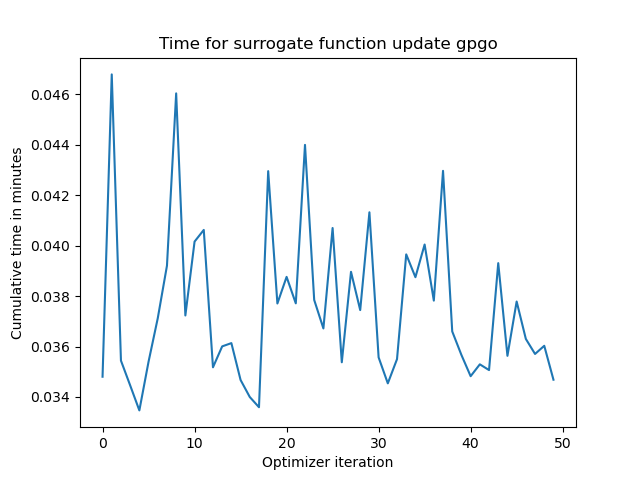 Time for surrogate function update gpgo
0.046
0.044
0.042
0.040
0.038
0.036
0.034
Cumulative time in minutes
0 10 20 30 40 50
Optimizer iteration